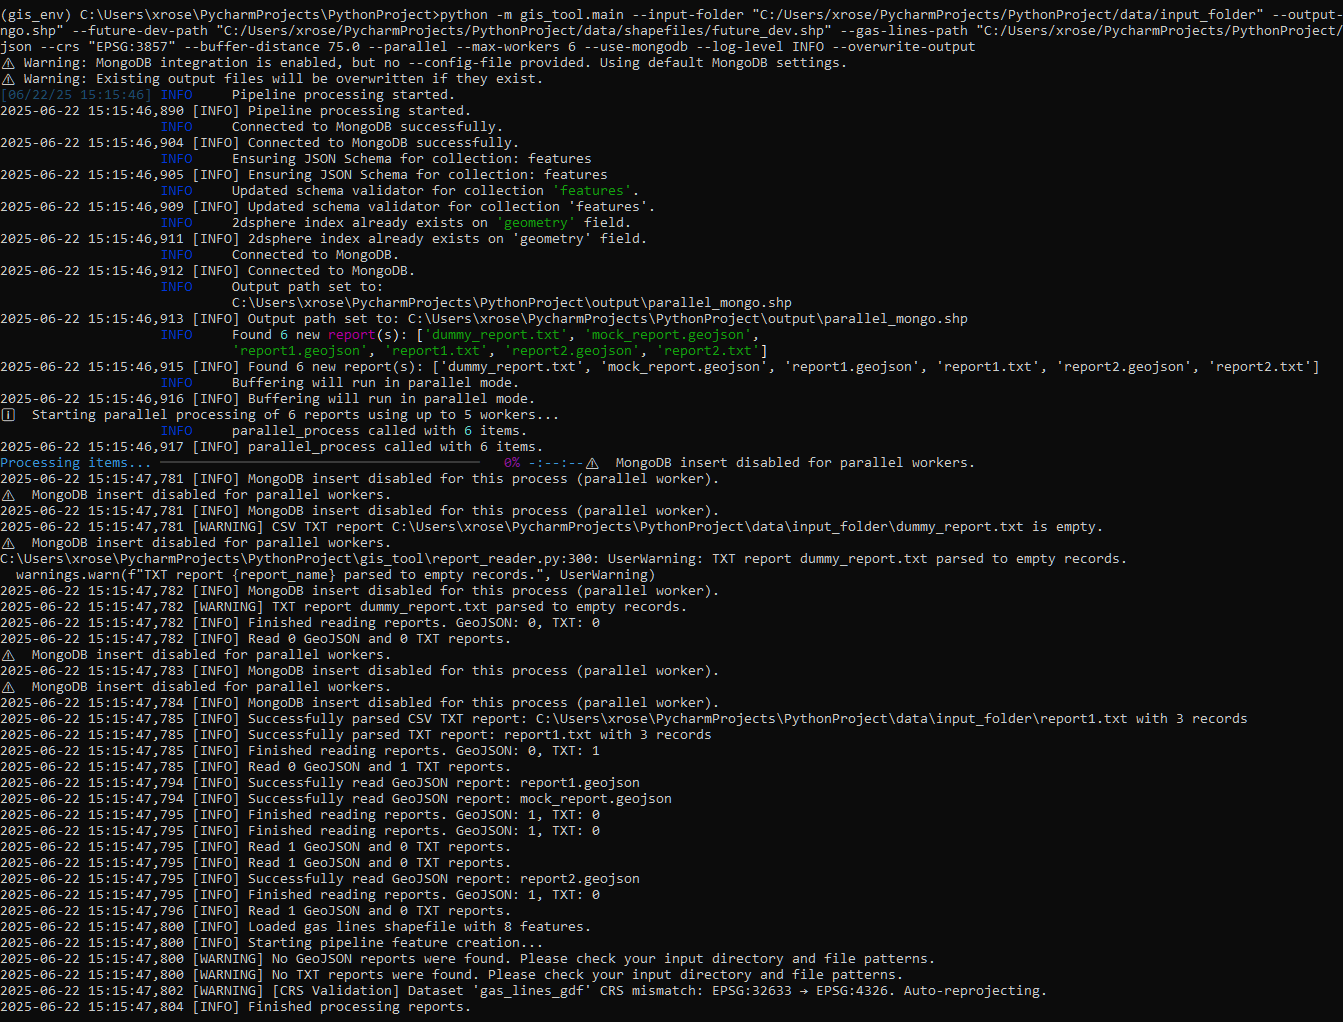 (gis_env) C:\Users\xrose\PycharmProjects\PythonProject>python -m gis_tool.main --input-folder "C:/Users/xrose/PycharmProjects/PythonProject/data/input_folder" --output-
ngo.shp" --future-dev-path "C:/Users/xrose/PycharmProjects/PythonProject/data/shapefiles/future_dev.shp" --gas-lines-path "C:/Users/xrose/PycharmProjects/PythonProject/
json --crs "EPSG:3857" --buffer-distance 75.0 --parallel --max-workers 6 --use-mongodb --log-level INFO --overwrite-output
⚠ Warning: MongoDB integration is enabled, but no --config-file provided. Using default MongoDB settings.
⚠ Warning: Existing output files will be overwritten if they exist.
[06/22/25 15:15:46] INFO     Pipeline processing started.
2025-06-22 15:15:46,890 [INFO] Pipeline processing started.
INFO     Connected to MongoDB successfully.
2025-06-22 15:15:46,904 [INFO] Connected to MongoDB successfully.
INFO     Ensuring JSON Schema for collection: features
2025-06-22 15:15:46,905 [INFO] Ensuring JSON Schema for collection: features
INFO     Updated schema validator for collection 'features'.
2025-06-22 15:15:46,909 [INFO] Updated schema validator for collection 'features'.
INFO     2dsphere index already exists on 'geometry' field.
2025-06-22 15:15:46,911 [INFO] 2dsphere index already exists on 'geometry' field.
INFO     Connected to MongoDB.
2025-06-22 15:15:46,912 [INFO] Connected to MongoDB.
INFO     Output path set to:
C:\Users\xrose\PycharmProjects\PythonProject\output\parallel_mongo.shp
2025-06-22 15:15:46,913 [INFO] Output path set to: C:\Users\xrose\PycharmProjects\PythonProject\output\parallel_mongo.shp
INFO     Found 6 new report(s): ['dummy_report.txt', 'mock_report.geojson',
'report1.geojson', 'report1.txt', 'report2.geojson', 'report2.txt']
2025-06-22 15:15:46,915 [INFO] Found 6 new report(s): ['dummy_report.txt', 'mock_report.geojson', 'report1.geojson', 'report1.txt', 'report2.geojson', 'report2.txt']
INFO     Buffering will run in parallel mode.
2025-06-22 15:15:46,916 [INFO] Buffering will run in parallel mode.
ℹ  Starting parallel processing of 6 reports using up to 5 workers...
INFO     parallel_process called with 6 items.
2025-06-22 15:15:46,917 [INFO] parallel_process called with 6 items.
Processing items... 0% -:--:--⚠  MongoDB insert disabled for parallel workers.
2025-06-22 15:15:47,781 [INFO] MongoDB insert disabled for this process (parallel worker).
⚠  MongoDB insert disabled for parallel workers.
2025-06-22 15:15:47,781 [INFO] MongoDB insert disabled for this process (parallel worker).
2025-06-22 15:15:47,781 [WARNING] CSV TXT report C:\Users\xrose\PycharmProjects\PythonProject\data\input_folder\dummy_report.txt is empty.
⚠  MongoDB insert disabled for parallel workers.
C:\Users\xrose\PycharmProjects\PythonProject\gis_tool\report_reader.py:300: UserWarning: TXT report dummy_report.txt parsed to empty records.
warnings.warn(f"TXT report {report_name} parsed to empty records.", UserWarning)
2025-06-22 15:15:47,782 [INFO] MongoDB insert disabled for this process (parallel worker).
2025-06-22 15:15:47,782 [WARNING] TXT report dummy_report.txt parsed to empty records.
2025-06-22 15:15:47,782 [INFO] Finished reading reports. GeoJSON: 0, TXT: 0
2025-06-22 15:15:47,782 [INFO] Read 0 GeoJSON and 0 TXT reports.
⚠  MongoDB insert disabled for parallel workers.
2025-06-22 15:15:47,783 [INFO] MongoDB insert disabled for this process (parallel worker).
⚠  MongoDB insert disabled for parallel workers.
2025-06-22 15:15:47,784 [INFO] MongoDB insert disabled for this process (parallel worker).
2025-06-22 15:15:47,785 [INFO] Successfully parsed CSV TXT report: C:\Users\xrose\PycharmProjects\PythonProject\data\input_folder\report1.txt with 3 records
2025-06-22 15:15:47,785 [INFO] Successfully parsed TXT report: report1.txt with 3 records
2025-06-22 15:15:47,785 [INFO] Finished reading reports. GeoJSON: 0, TXT: 1
2025-06-22 15:15:47,785 [INFO] Read 0 GeoJSON and 1 TXT reports.
2025-06-22 15:15:47,794 [INFO] Successfully read GeoJSON report: report1.geojson
2025-06-22 15:15:47,794 [INFO] Successfully read GeoJSON report: mock_report.geojson
2025-06-22 15:15:47,795 [INFO] Finished reading reports. GeoJSON: 1, TXT: 0
2025-06-22 15:15:47,795 [INFO] Finished reading reports. GeoJSON: 1, TXT: 0
2025-06-22 15:15:47,795 [INFO] Read 1 GeoJSON and 0 TXT reports.
2025-06-22 15:15:47,795 [INFO] Read 1 GeoJSON and 0 TXT reports.
2025-06-22 15:15:47,795 [INFO] Successfully read GeoJSON report: report2.geojson
2025-06-22 15:15:47,795 [INFO] Finished reading reports. GeoJSON: 1, TXT: 0
2025-06-22 15:15:47,796 [INFO] Read 1 GeoJSON and 0 TXT reports.
2025-06-22 15:15:47,800 [INFO] Loaded gas lines shapefile with 8 features.
2025-06-22 15:15:47,800 [INFO] Starting pipeline feature creation...
2025-06-22 15:15:47,800 [WARNING] No GeoJSON reports were found. Please check your input directory and file patterns.
2025-06-22 15:15:47,800 [WARNING] No TXT reports were found. Please check your input directory and file patterns.
2025-06-22 15:15:47,802 [WARNING] [CRS Validation] Dataset 'gas_lines_gdf' CRS mismatch: EPSG:32633 → EPSG:4326. Auto-reprojecting.
2025-06-22 15:15:47,804 [INFO] Finished processing reports.